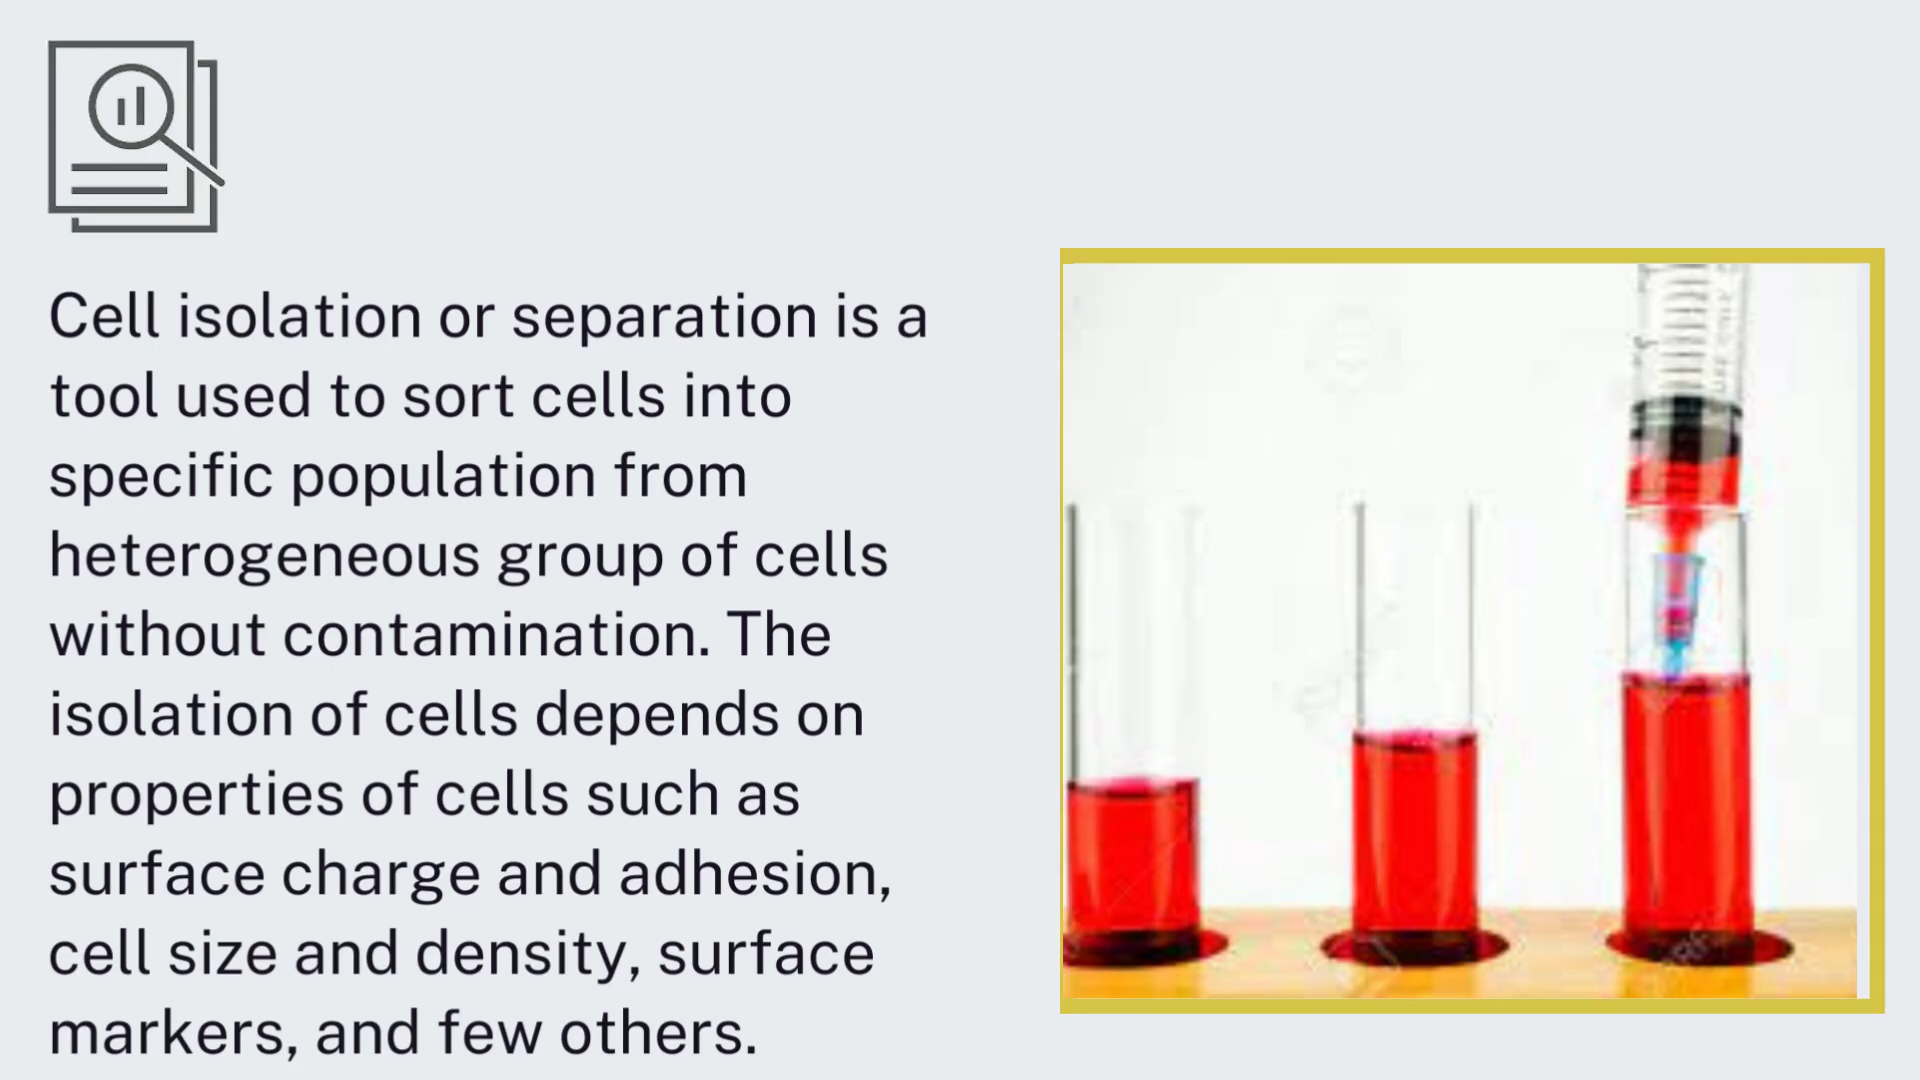 Cell isolation or separation is a
tool used to sort cells into
specific population from
heterogeneous group of cells
without contamination. The
isolation of cells depends on
properties of cells such as
surface charge and adhesion,
cell size and density, surface
markers, and few others.